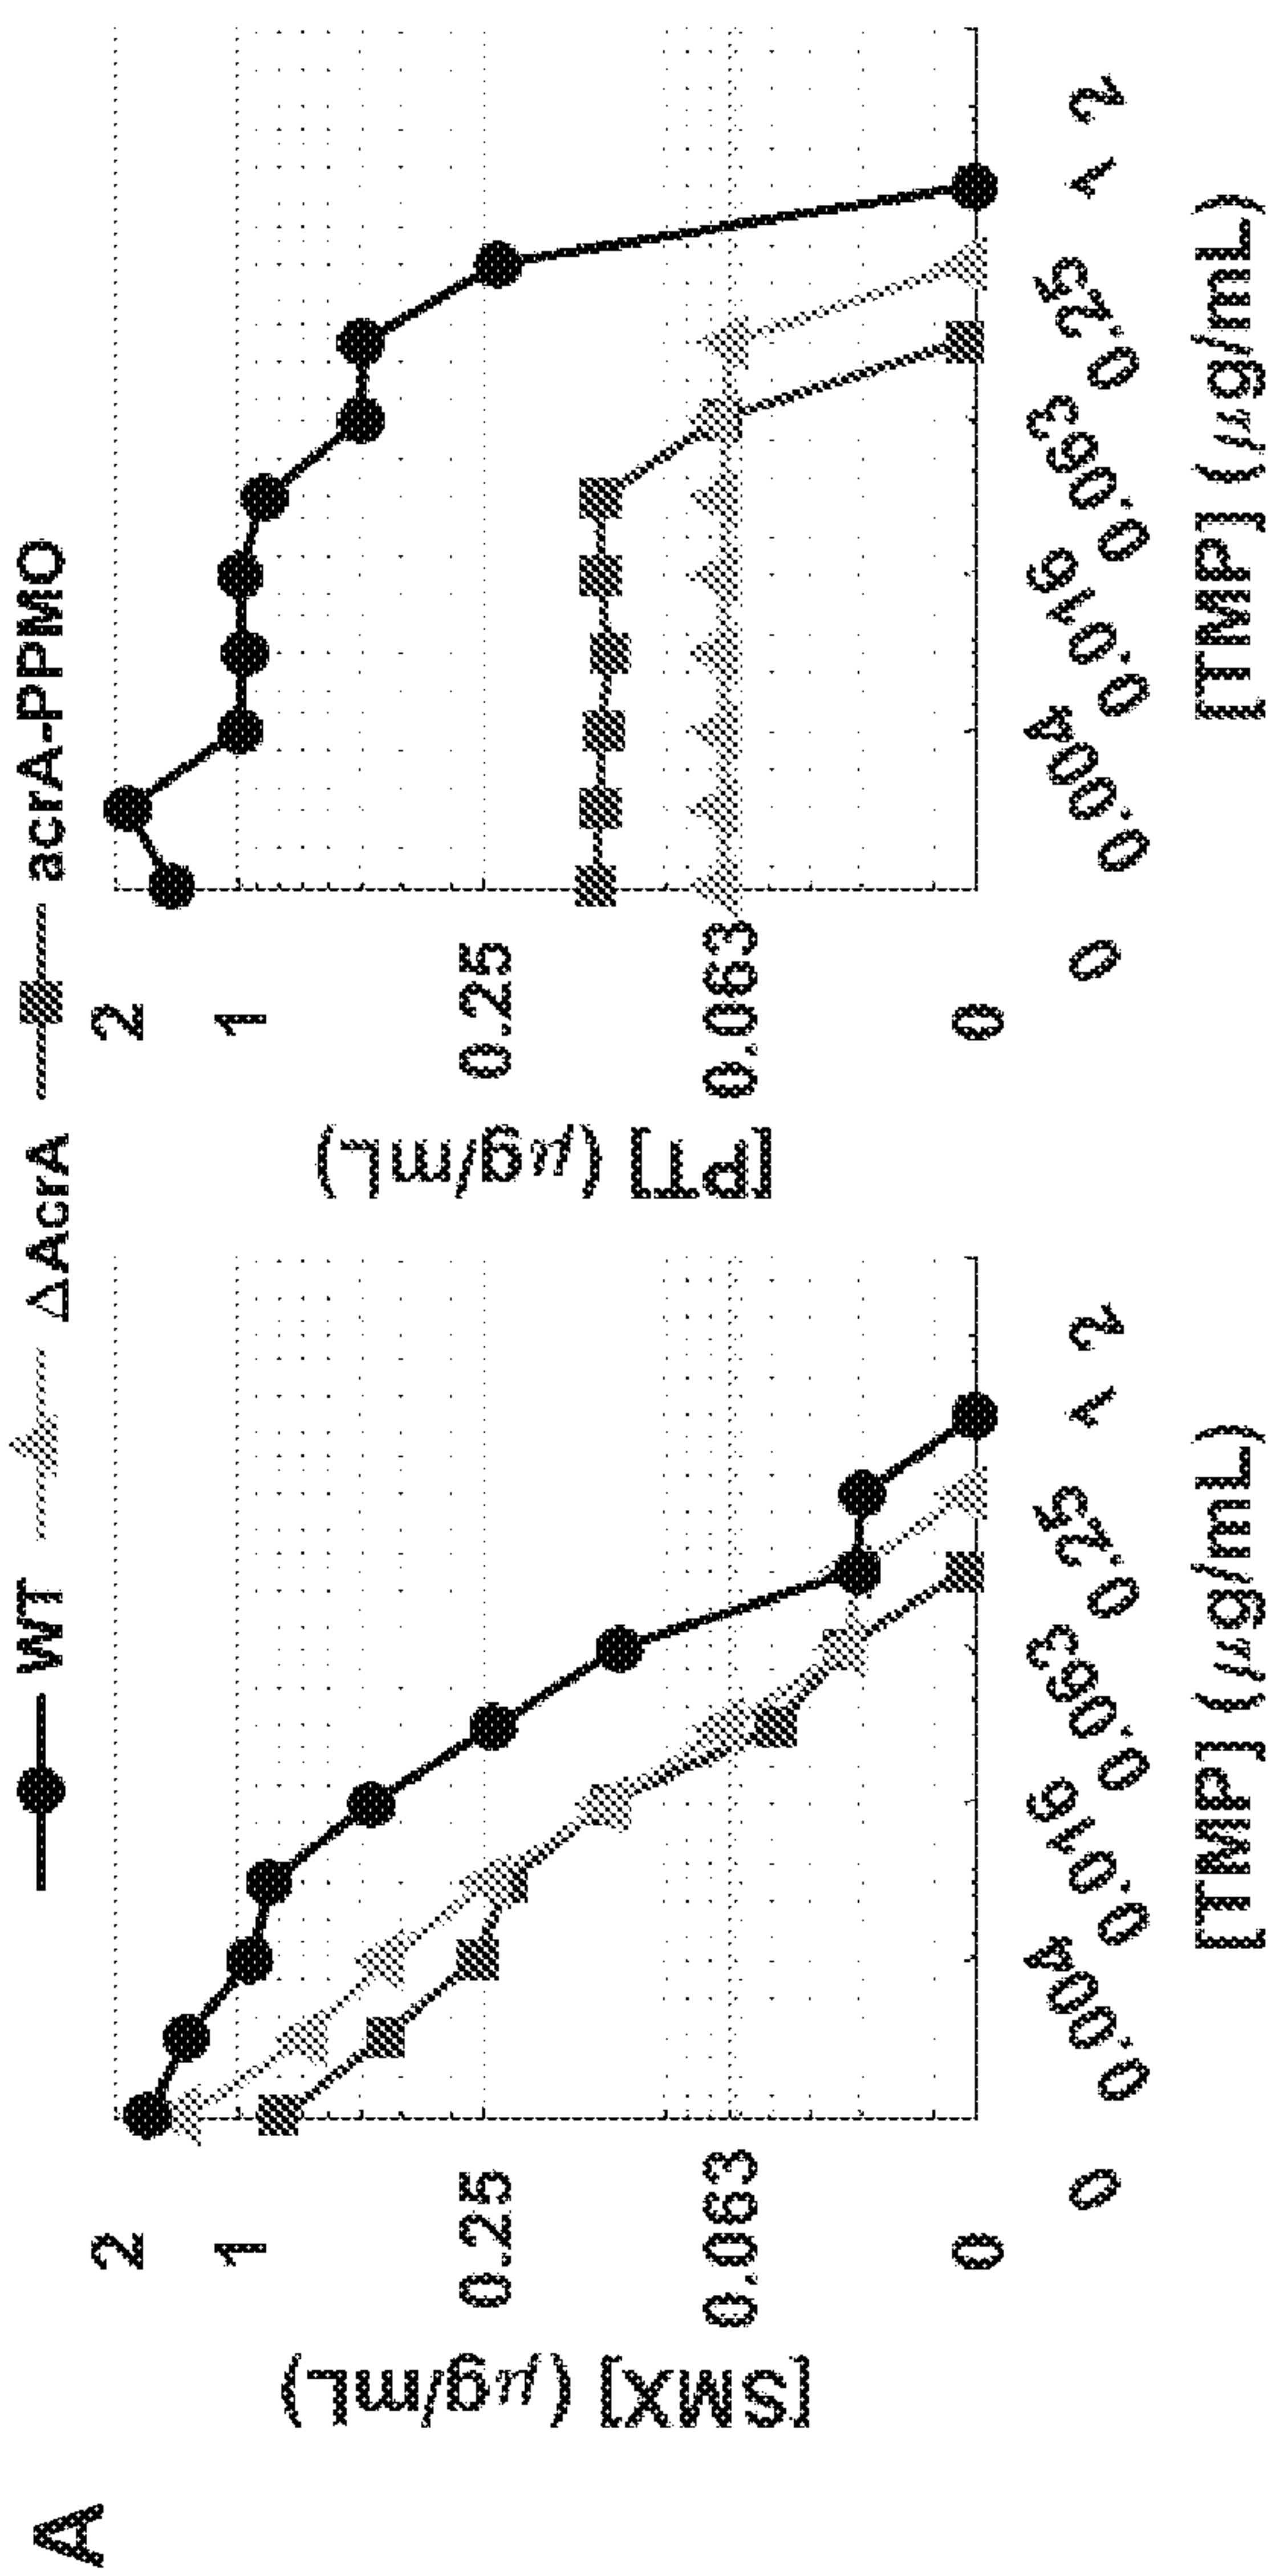 A
WT ΔAcrA acrA-PPMO
[SMX] (μg/mL)
2
1
0.25
0.063
0
0 0.004 0.016 0.063 0.25 1 2
[TMP] (μg/mL)
[PT] (μg/mL)
2
1
0.25
0.063
0
0 0.004 0.016 0.063 0.25 1 2
[TMP] (μg/mL)